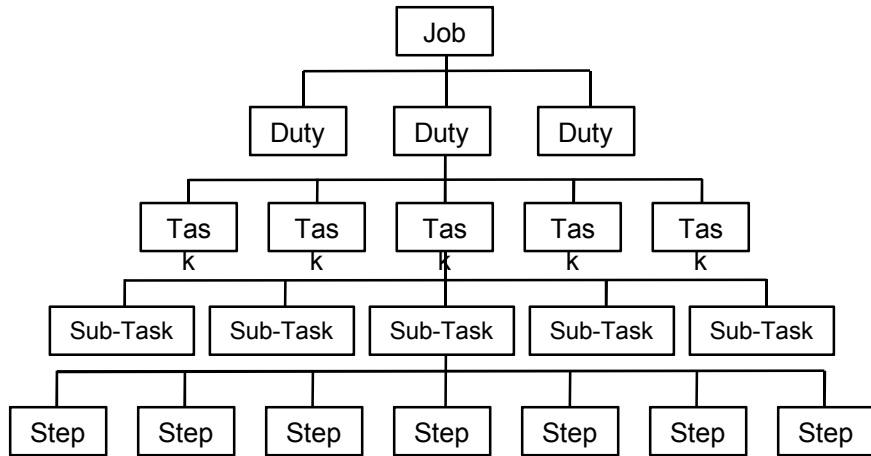 Job
Duty Duty Duty
Tas Tas Tas Tas Tas
k k k k k
Sub-Task Sub-Task Sub-Task Sub-Task Sub-Task
Step Step Step Step Step Step Step